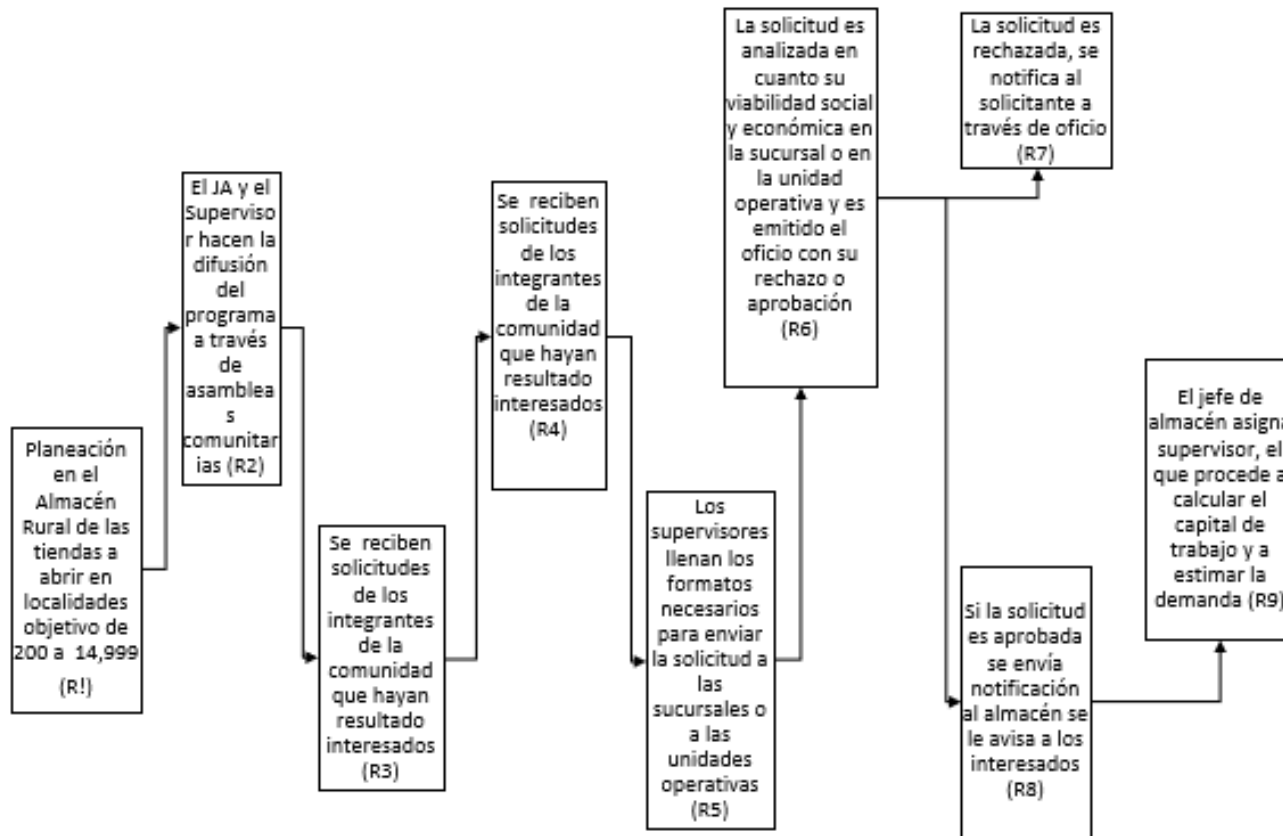 Planeación
en el
Almacén
Rural de las
tiendas a
abrir en
localidades
objetivo de
200 a 14,999
(R!)
El JA y el
Superviso
r hacen la
difusión
del
programa
a través
de
asamblea
s
comunitar
ias (R2)
Se reciben
solicitudes
de los
integrantes
de la
comunidad
que hayan
resultado
interesados
(R3)
Se reciben
solicitudes
de los
integrantes
de la
comunidad
que hayan
resultado
interesados
(R4)
Los
supervisores
llenan los
formatos
necesarios
para enviar
la solicitud a
las
sucursales o
a las
unidades
operativas
(R5)
La solicitud es
analizada en
cuanto su
viabilidad social
y económica en
la sucursal o en
la unidad
operativa y es
emitido el
oficio con su
rechazo o
aprobación
(R6)
La solicitud es
rechazada, se
notifica al
solicitante a
través de oficio
(R7)
Si la solicitud
es aprobada
se envía
notificación
al almacén se
le avisa a los
interesados
(R8)
El jefe de
almacén asigna
supervisor, el
que procede a
calcular el
capital de
trabajo y a
estimar la
demanda (R9)